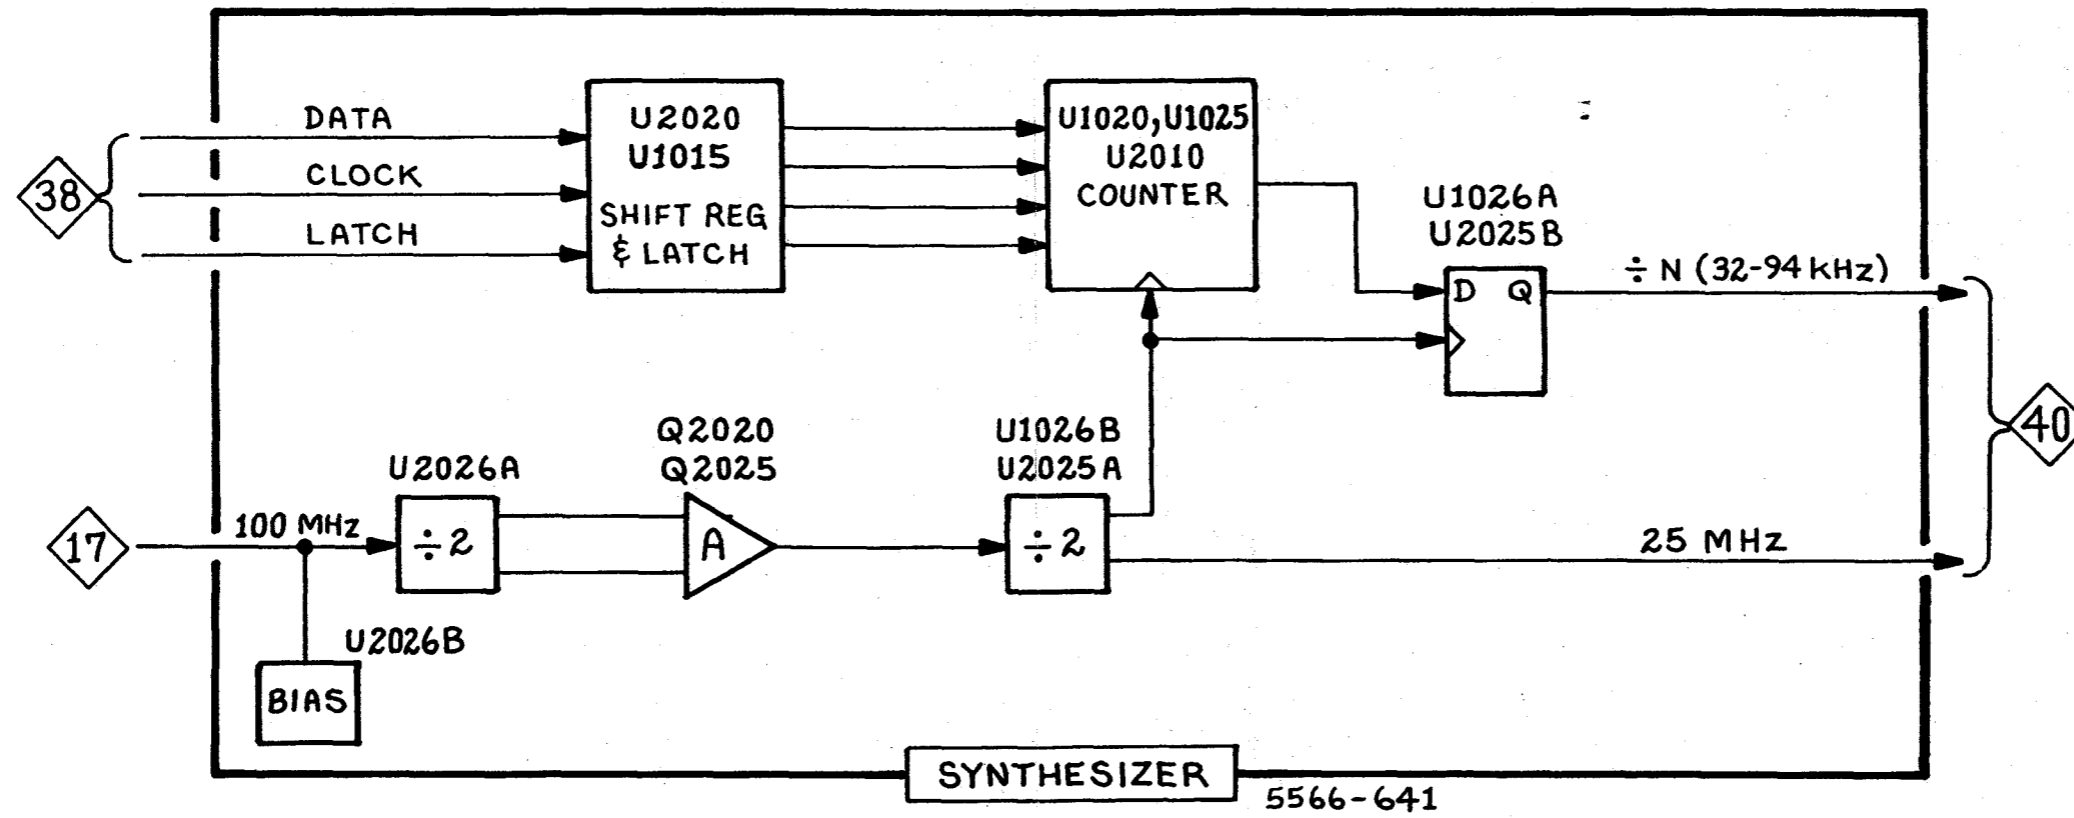 38
DATA
CLOCK
LATCH
U2020
U1015
SHIFT REG
& LATCH
U1020, U1025
U2010
COUNTER
U1026A
U2025B
D Q
÷ N (32-94 KHz)
40
17
100 MHz
U2026A
÷2
Q2020
Q2025
A
U1026B
U2025A
÷2
25 MHz
U2026B
BIAS
SYNTHESIZER
5566-641